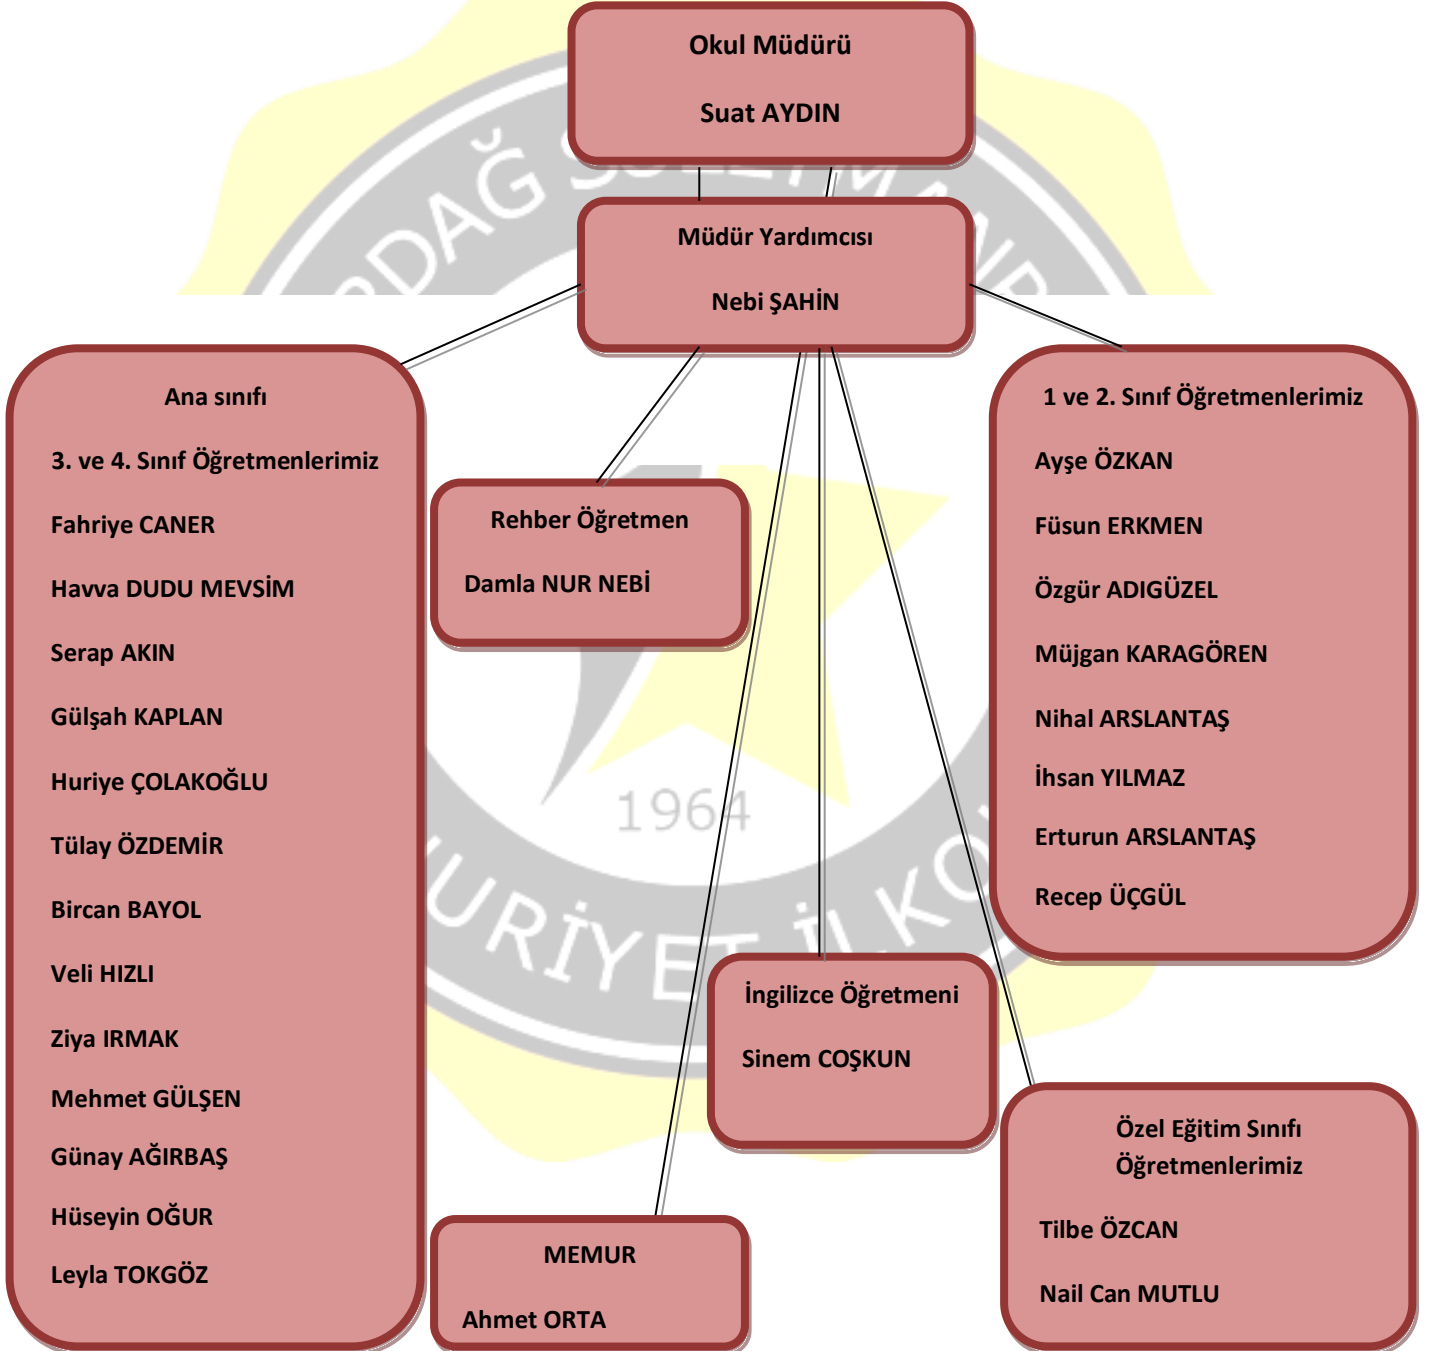 Okul Müdürü
Suat AYDIN
Müdür Yardımcısı
Nebi ŞAHİN
Ana sınıfı
3. ve 4. Sınıf Öğretmenlerimiz
Fahriye CANER
Havva DUDU MEVSİM
Serap AKIN
Gülşah KAPLAN
Huriye ÇOLAKOĞLU
Tülay ÖZDEMİR
Bircan BAYOL
Veli HIZLI
Ziya IRMAK
Mehmet GÜLŞEN
Günay AĞIRBAŞ
Hüseyin OĞUR
Leyla TOKGÖZ
Rehber Öğretmen
Damla NUR NEBİ
1 ve 2. Sınıf Öğretmenlerimiz
Ayşe ÖZKAN
Füsun ERKMEN
Özgür ADIGÜZEL
Müjgan KARAGÖREN
Nihal ARSLANTAŞ
İhsan YILMAZ
Erturun ARSLANTAŞ
Recep ÜÇGÜL
1964
İngilizce Öğretmeni
Sinem COŞKUN
MEMUR
Ahmet ORTA
Özel Eğitim Sınıfı
Öğretmenlerimiz
Tilbe ÖZCAN
Nail Can MUTLU